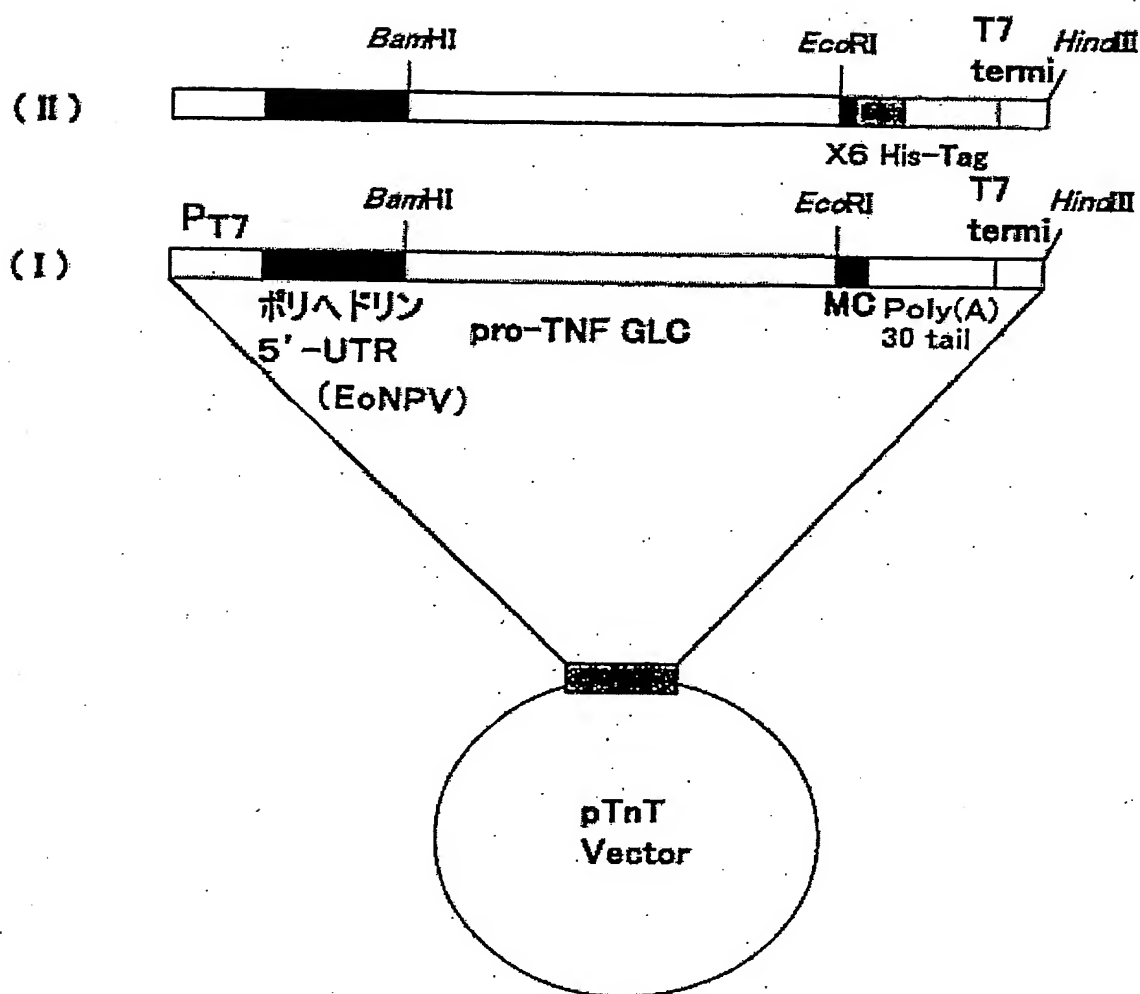 BamHI
EcoRI
T7
termi
HindIII
(II)
X6 His-Tag
PT7
BamHI
EcoRI
T7
termi
HindIII
(I)
ポリヘドリン
5'-UTR
(EoNPV)
pro-TNF GLC
MC
Poly(A)
30 tail
pTnT
Vector